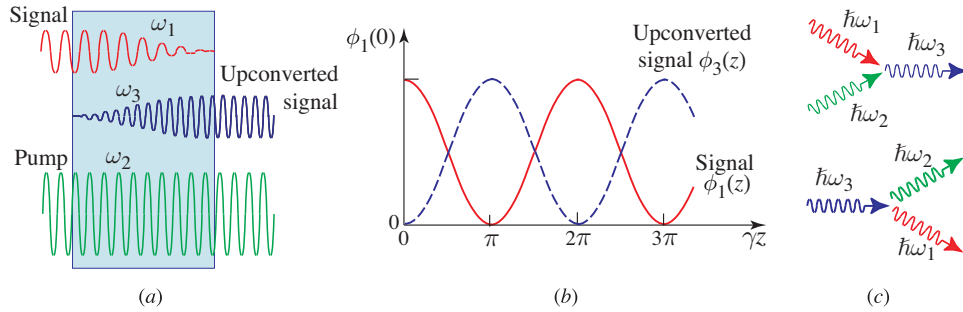 Signal
ω₁
Upconverted
signal
ω₃
Pump
ω₂
(a)
ϕ₁(0)
Upconverted
signal ϕ₃(z)
Signal
ϕ₁(z)
0
0
π
2π
3π
γz
(b)
ℏω₁
ℏω₃
ℏω₂
ℏω₂
ℏω₃
ℏω₁
(c)